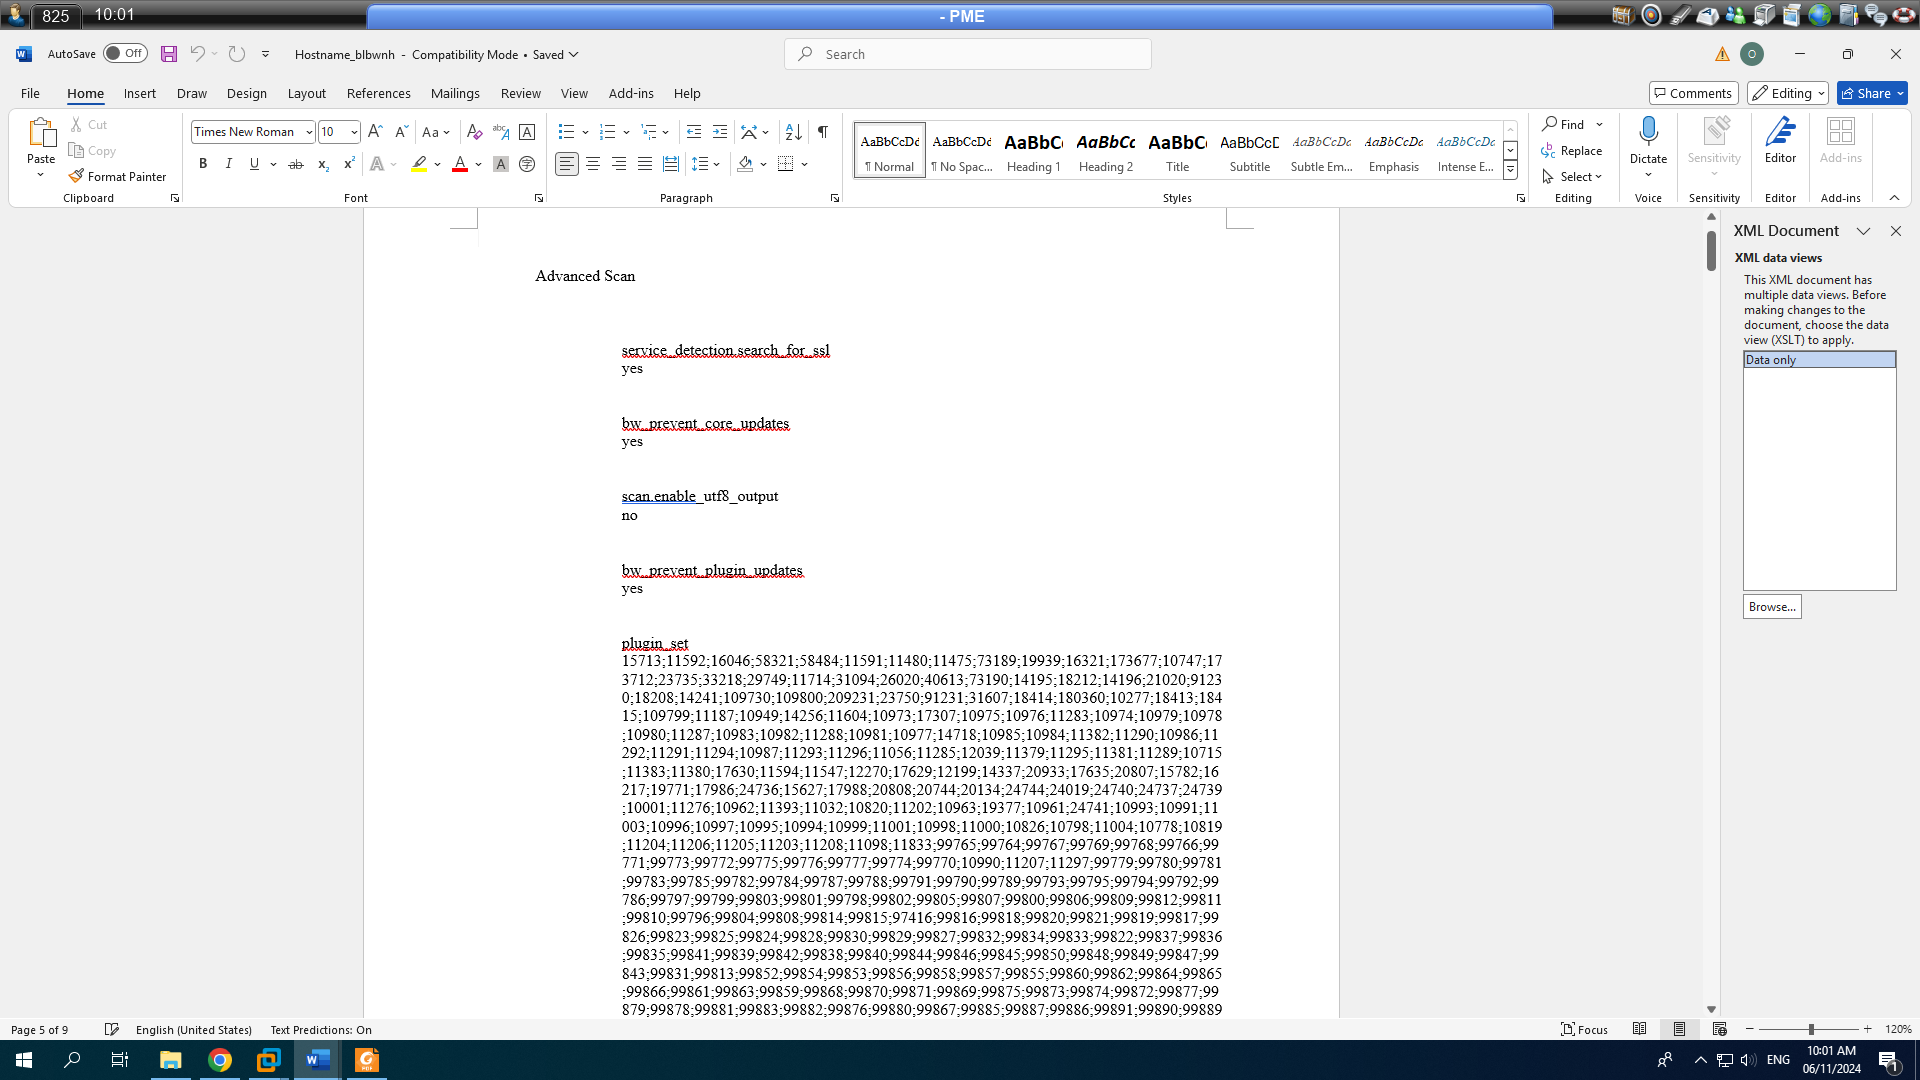 825
10:01
- PME
AutoSave
Off
Hostname_blbwnh - Compatibility Mode • Saved
Search
O
File
Home
Insert
Draw
Design
Layout
References
Mailings
Review
View
Add-ins
Help
Comments
Editing
Share
Paste
Cut
Copy
Format Painter
Clipboard
Times New Roman
10
Font
Paragraph
AaBbCcDd
¶ Normal
AaBbCcDd
¶ No Spac...
AaBbC
Heading 1
AaBbCc
Heading 2
AaBbC
Title
AaBbCcD
Subtitle
AaBbCcDd
Subtle Em...
AaBbCcDd
Emphasis
AaBbCcDd
Intense E...
Styles
Find
Replace
Select
Editing
Dictate
Voice
Sensitivity
Sensitivity
Editor
Editor
Add-ins
Add-ins
Advanced Scan
service_detection.search_for_ssl
yes
bw_prevent_core_updates
yes
scan.enable_utf8_output
no
bw_prevent_plugin_updates
yes
plugin_set
15713;11592;16046;58321;58484;11591;11480;11475;73189;19939;16321;173677;10747;17
3712;23735;33218;29749;11714;31094;26020;40613;73190;14195;18212;14196;21020;9123
0;18208;14241;109730;109800;209231;23750;91231;31607;18414;180360;10277;18413;184
15;109799;11187;10949;14256;11604;10973;17307;10975;10976;11283;10974;10979;10978
;10980;11287;10983;10982;11288;10981;10977;14718;10985;10984;11382;11290;10986;11
292;11291;11294;10987;11293;11296;11056;11285;12039;11379;11295;11381;11289;10715
;11383;11380;17630;11594;11547;12270;17629;12199;14337;20933;17635;20807;15782;16
217;19771;17986;24736;15627;17988;20808;20744;20134;24744;24019;24740;24737;24739
;10001;11276;10962;11393;11032;10820;11202;10963;19377;10961;24741;10993;10991;11
003;10996;10997;10995;10994;10999;11001;10998;11000;10826;10798;11004;10778;10819
;11204;11206;11205;11203;11208;11098;11833;99765;99764;99767;99769;99768;99766;99
771;99773;99772;99775;99776;99777;99774;99770;10990;11207;11297;99779;99780;99781
;99783;99785;99782;99784;99787;99788;99791;99790;99789;99793;99795;99794;99792;99
786;99797;99799;99803;99801;99798;99802;99805;99807;99800;99806;99809;99812;99811
;99810;99796;99804;99808;99814;99815;97416;99816;99818;99820;99821;99819;99817;99
826;99823;99825;99824;99828;99830;99829;99827;99832;99834;99833;99822;99837;99836
;99835;99841;99839;99842;99838;99840;99844;99846;99845;99850;99848;99849;99847;99
843;99831;99813;99852;99854;99853;99856;99858;99857;99855;99860;99862;99864;99865
;99866;99861;99863;99859;99868;99870;99871;99869;99875;99873;99874;99872;99877;99
879;99878;99881;99883;99882;99876;99880;99867;99885;99887;99886;99891;99890;99889
XML Document
XML data views
This XML document has
multiple data views. Before
making changes to the
document, choose the data
view (XSLT) to apply.
Data only
Browse...
Page 5 of 9
English (United States)
Text Predictions: On
Focus
120%
ENG
10:01 AM
06/11/2024
1